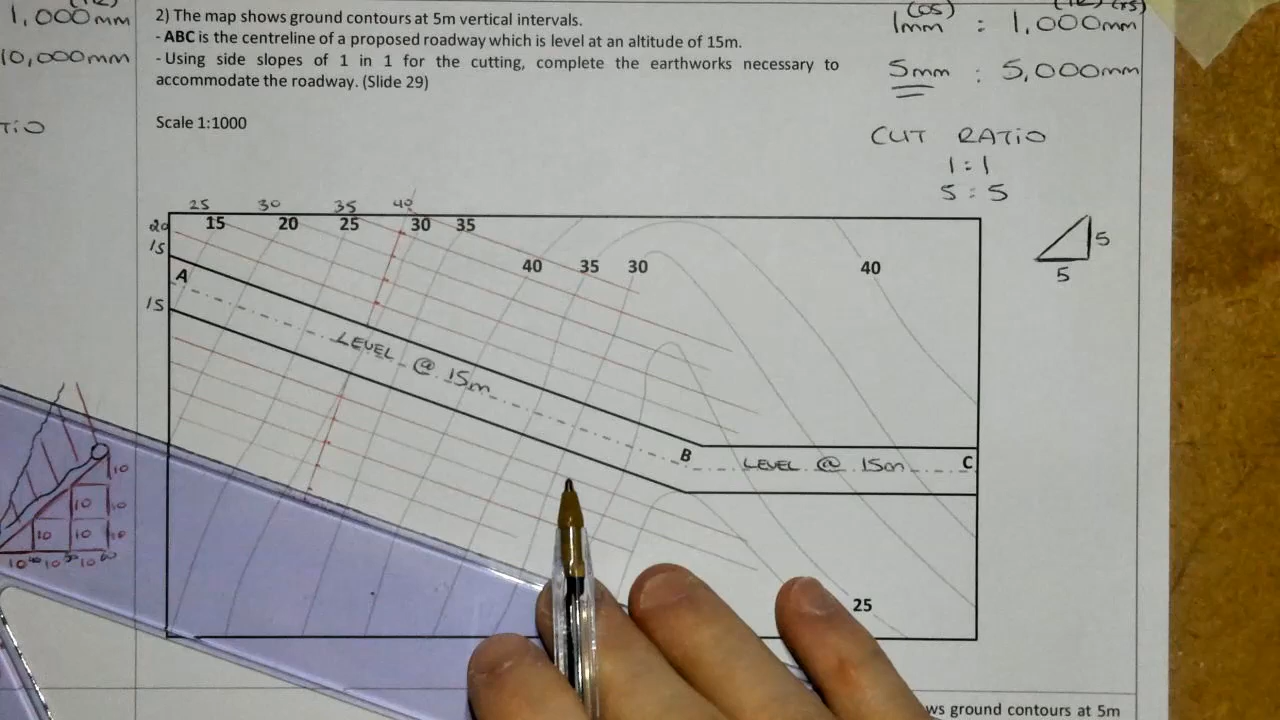 1,000mm
10,000mm
TIO
2) The map shows ground contours at 5m vertical intervals.
- ABC is the centreline of a proposed roadway which is level at an altitude of 15m.
- Using side slopes of 1 in 1 for the cutting, complete the earthworks necessary to
accommodate the roadway. (Slide 29)
Scale 1:1000
(OS)
1mm : 1,000mm
5mm : 5,000mm
CUT RATIO
1:1
5:5
5
5
25 30 35 40
20 15 20 25 30 35
15
40 35 30 40
A
15
LEVEL @ 15m
B LEVEL @ 15m C
25
10
10 10
10 10 10
10 10 10
ws ground contours at 5m